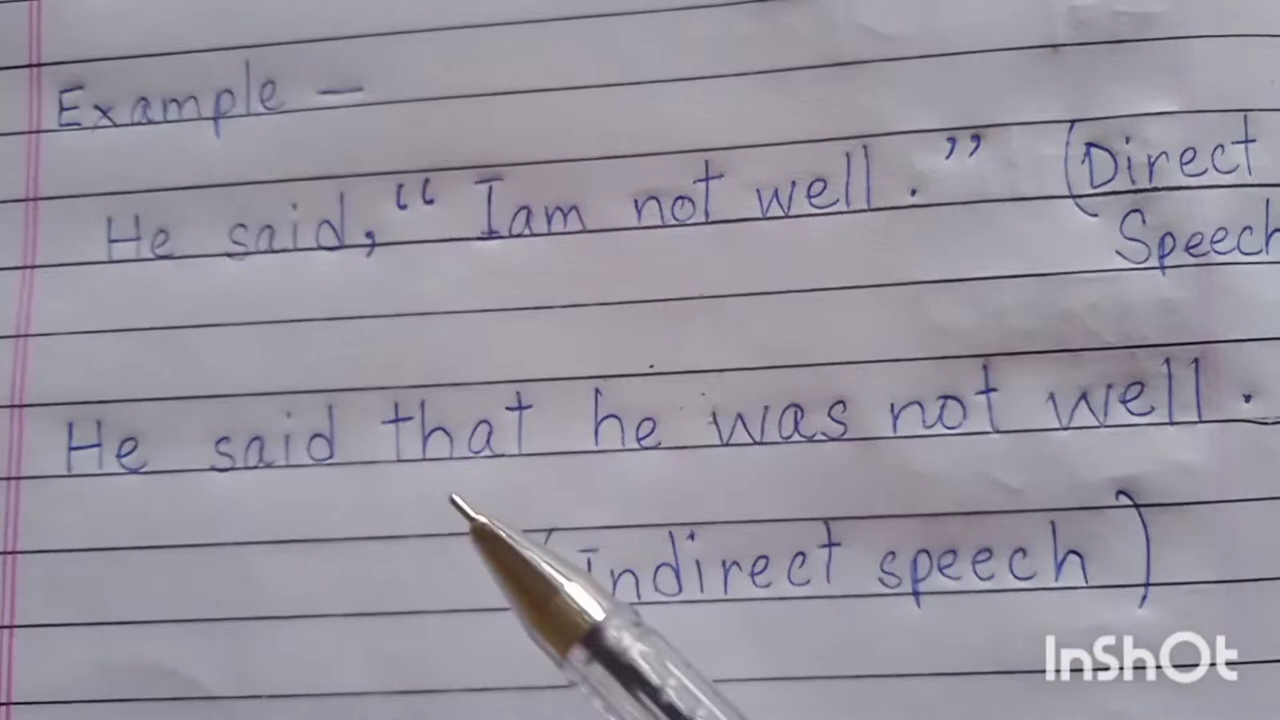 Example —
He said, “ Iam not well . ” (Direct
Speech
He said that he was not well .
(indirect speech)
InShOt